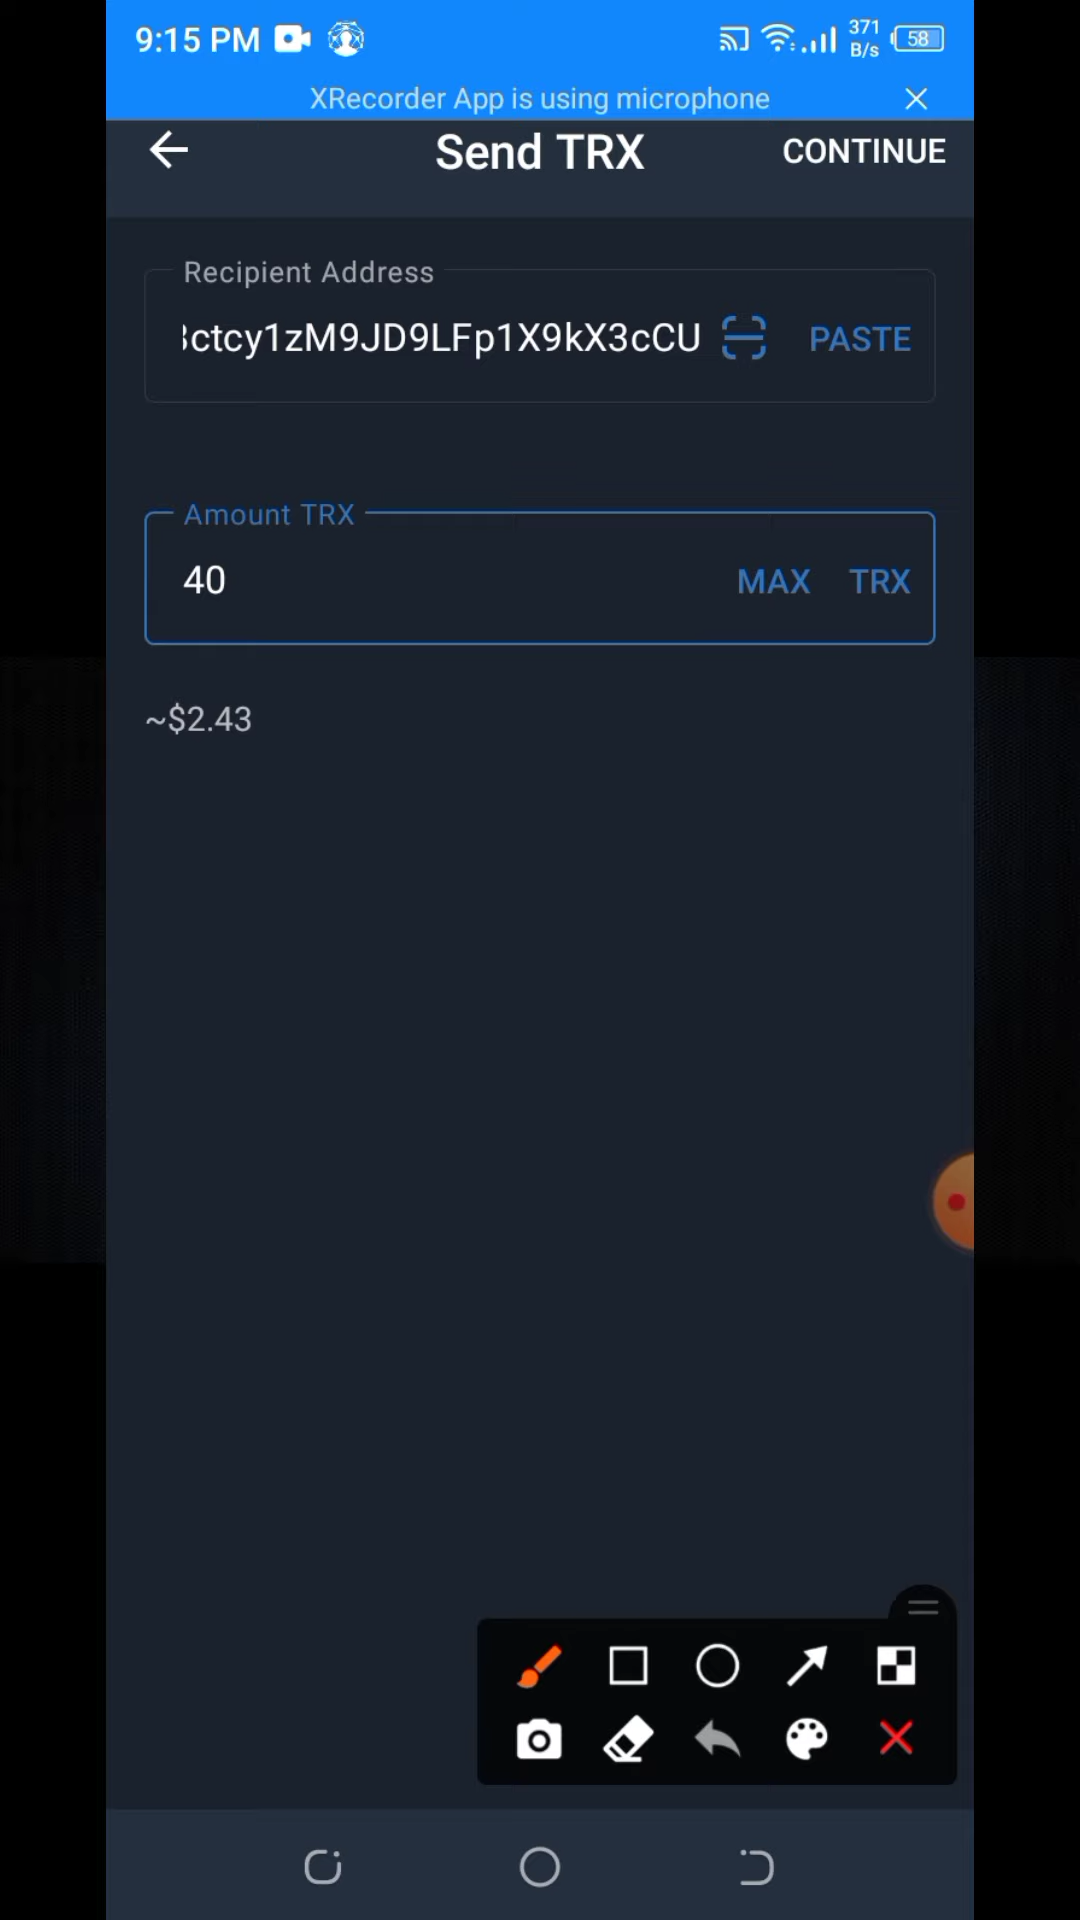 9:15 PM
371
B/s
58
XRecorder App is using microphone
Send TRX
CONTINUE
Recipient Address
ctcy1zM9JD9LFp1X9kX3cCU
PASTE
Amount TRX
40
MAX
TRX
~$2.43